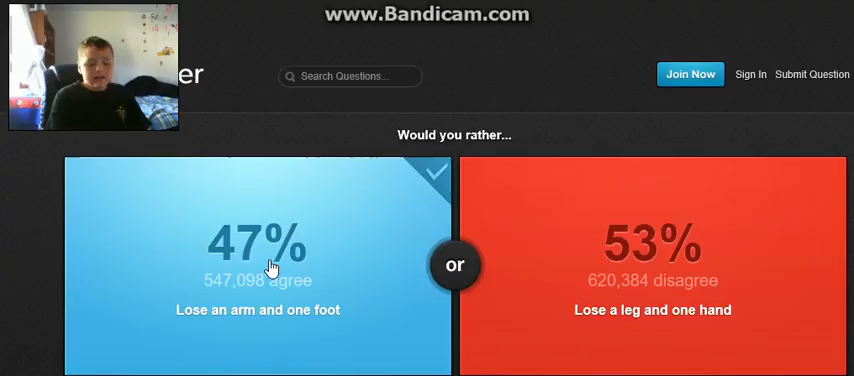 www.Bandicam.com
er
Search Questions...
Join Now
Sign In
Submit Question
Would you rather...
47%
547,098 agree
Lose an arm and one foot
or
53%
620,384 disagree
Lose a leg and one hand